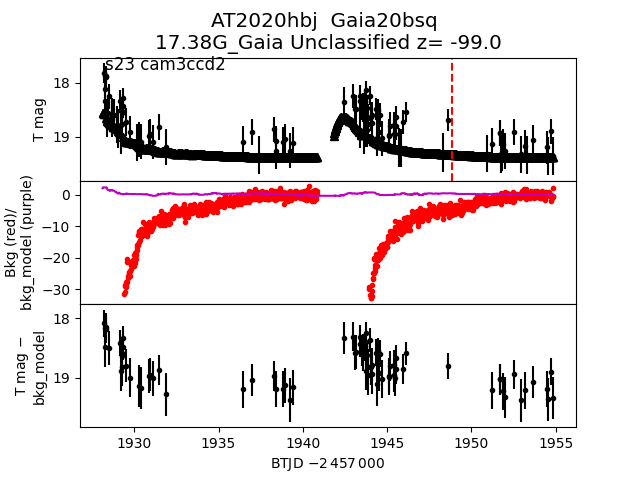 AT2020hbj  Gaia20bsq
17.38G_Gaia Unclassified z= -99.0
s23 cam3ccd2
18
19
T mag
0
−10
−20
−30
Bkg (red)/
bkg_model (purple)
18
19
T mag −
bkg_model
1930 1935 1940 1945 1950 1955
BTJD −2 457 000